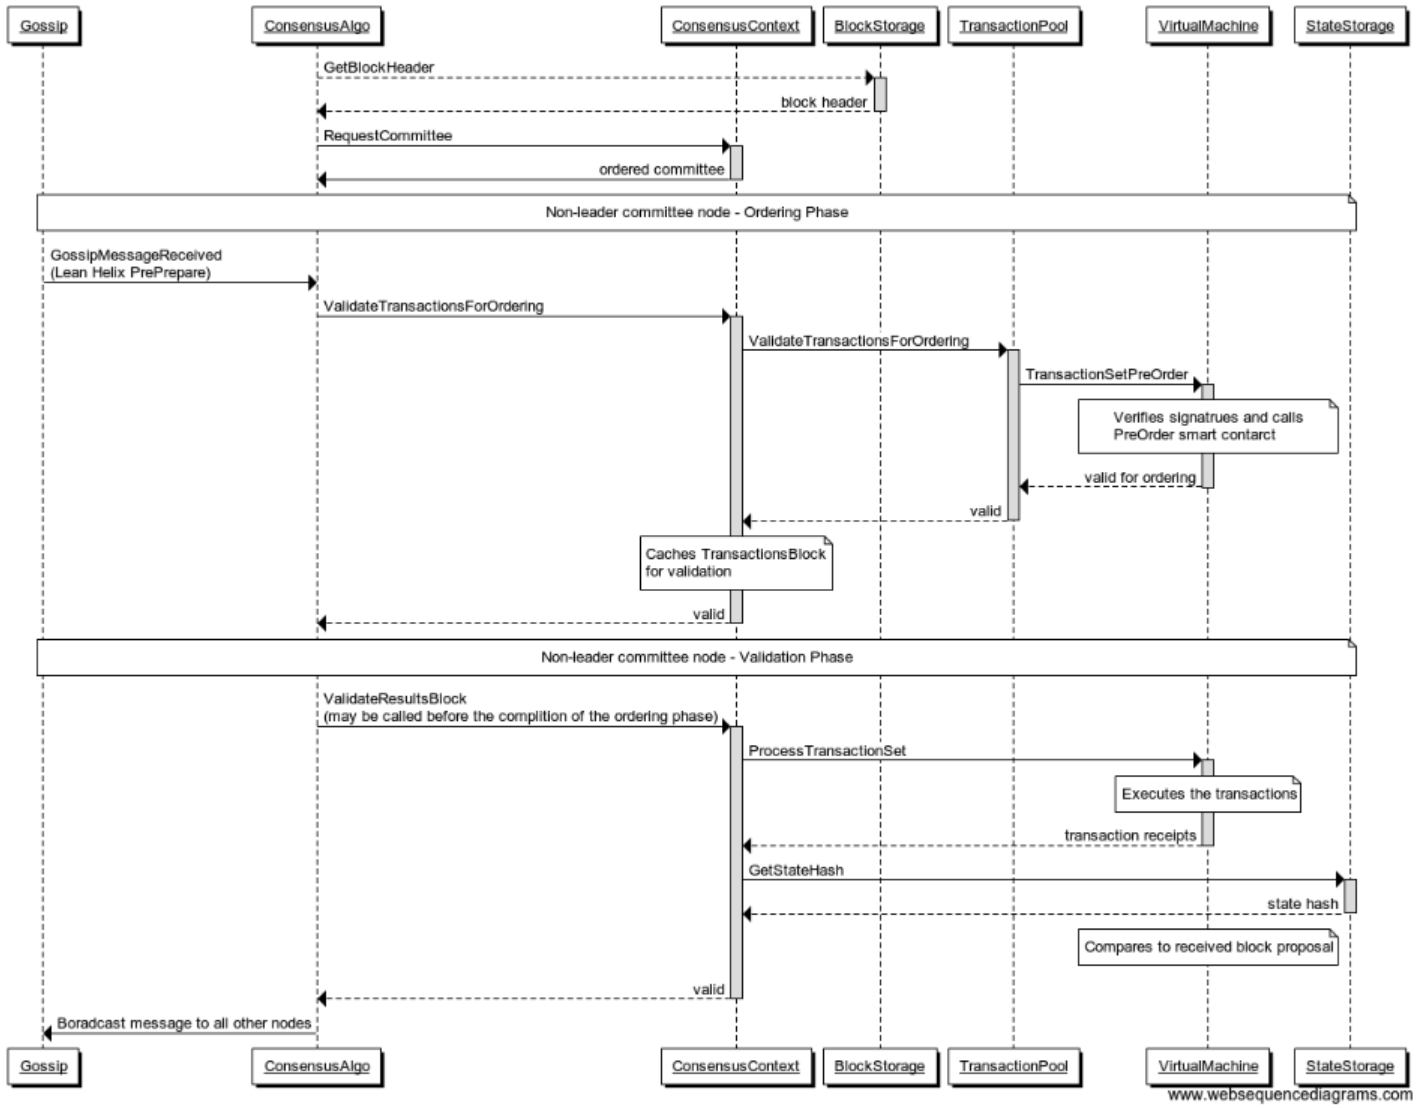 Gossip
ConsensusAlgo
ConsensusContext
BlockStorage
TransactionPool
VirtualMachine
StateStorage
GetBlockHeader
block header
RequestCommittee
ordered committee
Non-leader committee node - Ordering Phase
GossipMessageReceived
(Lean Helix PrePrepare)
ValidateTransactionsForOrdering
ValidateTransactionsForOrdering
TransactionSetPreOrder
Verifies signatrues and calls
PreOrder smart contarct
valid for ordering
valid
Caches TransactionsBlock
for validation
valid
Non-leader committee node - Validation Phase
ValidateResultsBlock
(may be called before the complition of the ordering phase)
ProcessTransactionSet
Executes the transactions
transaction receipts
GetStateHash
state hash
Compares to received block proposal
valid
Boradcast message to all other nodes
Gossip
ConsensusAlgo
ConsensusContext
BlockStorage
TransactionPool
VirtualMachine
StateStorage
www.websequencediagrams.com